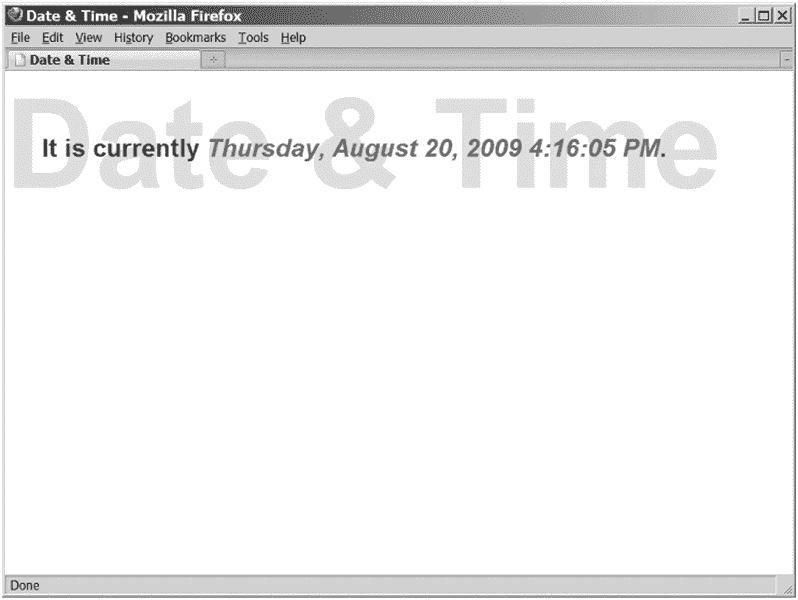 Date & Time - Mozilla Firefox
File Edit View History Bookmarks Tools Help
Date & Time
Date & Time
It is currently Thursday, August 20, 2009 4:16:05 PM.
Done